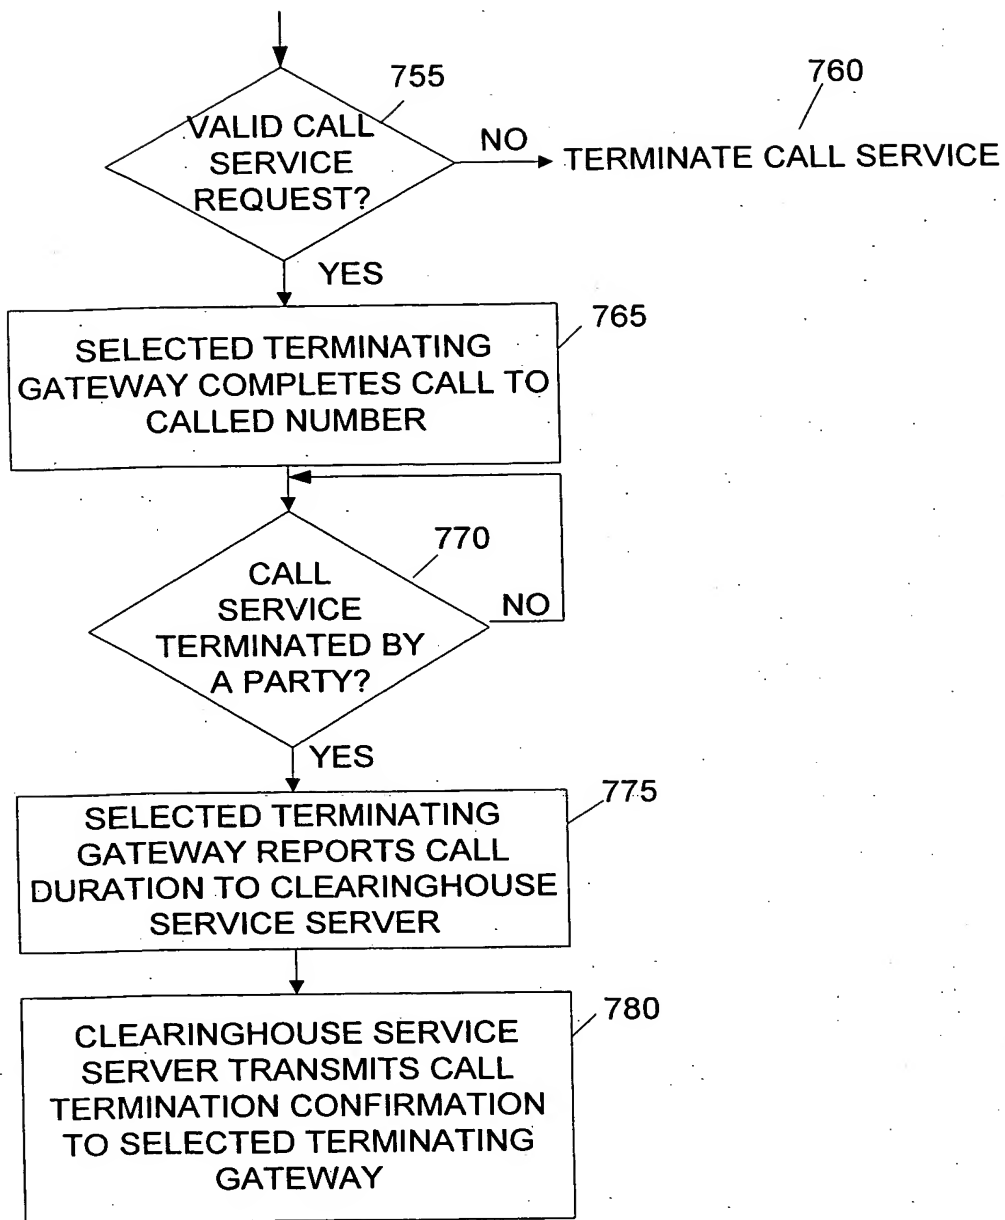 755
760
VALID CALL
SERVICE
REQUEST?
NO
TERMINATE CALL SERVICE
YES
765
SELECTED TERMINATING
GATEWAY COMPLETES CALL TO
CALLED NUMBER
770
CALL
SERVICE
TERMINATED BY
A PARTY?
NO
YES
775
SELECTED TERMINATING
GATEWAY REPORTS CALL
DURATION TO CLEARINGHOUSE
SERVICE SERVER
780
CLEARINGHOUSE SERVICE
SERVER TRANSMITS CALL
TERMINATION CONFIRMATION
TO SELECTED TERMINATING
GATEWAY